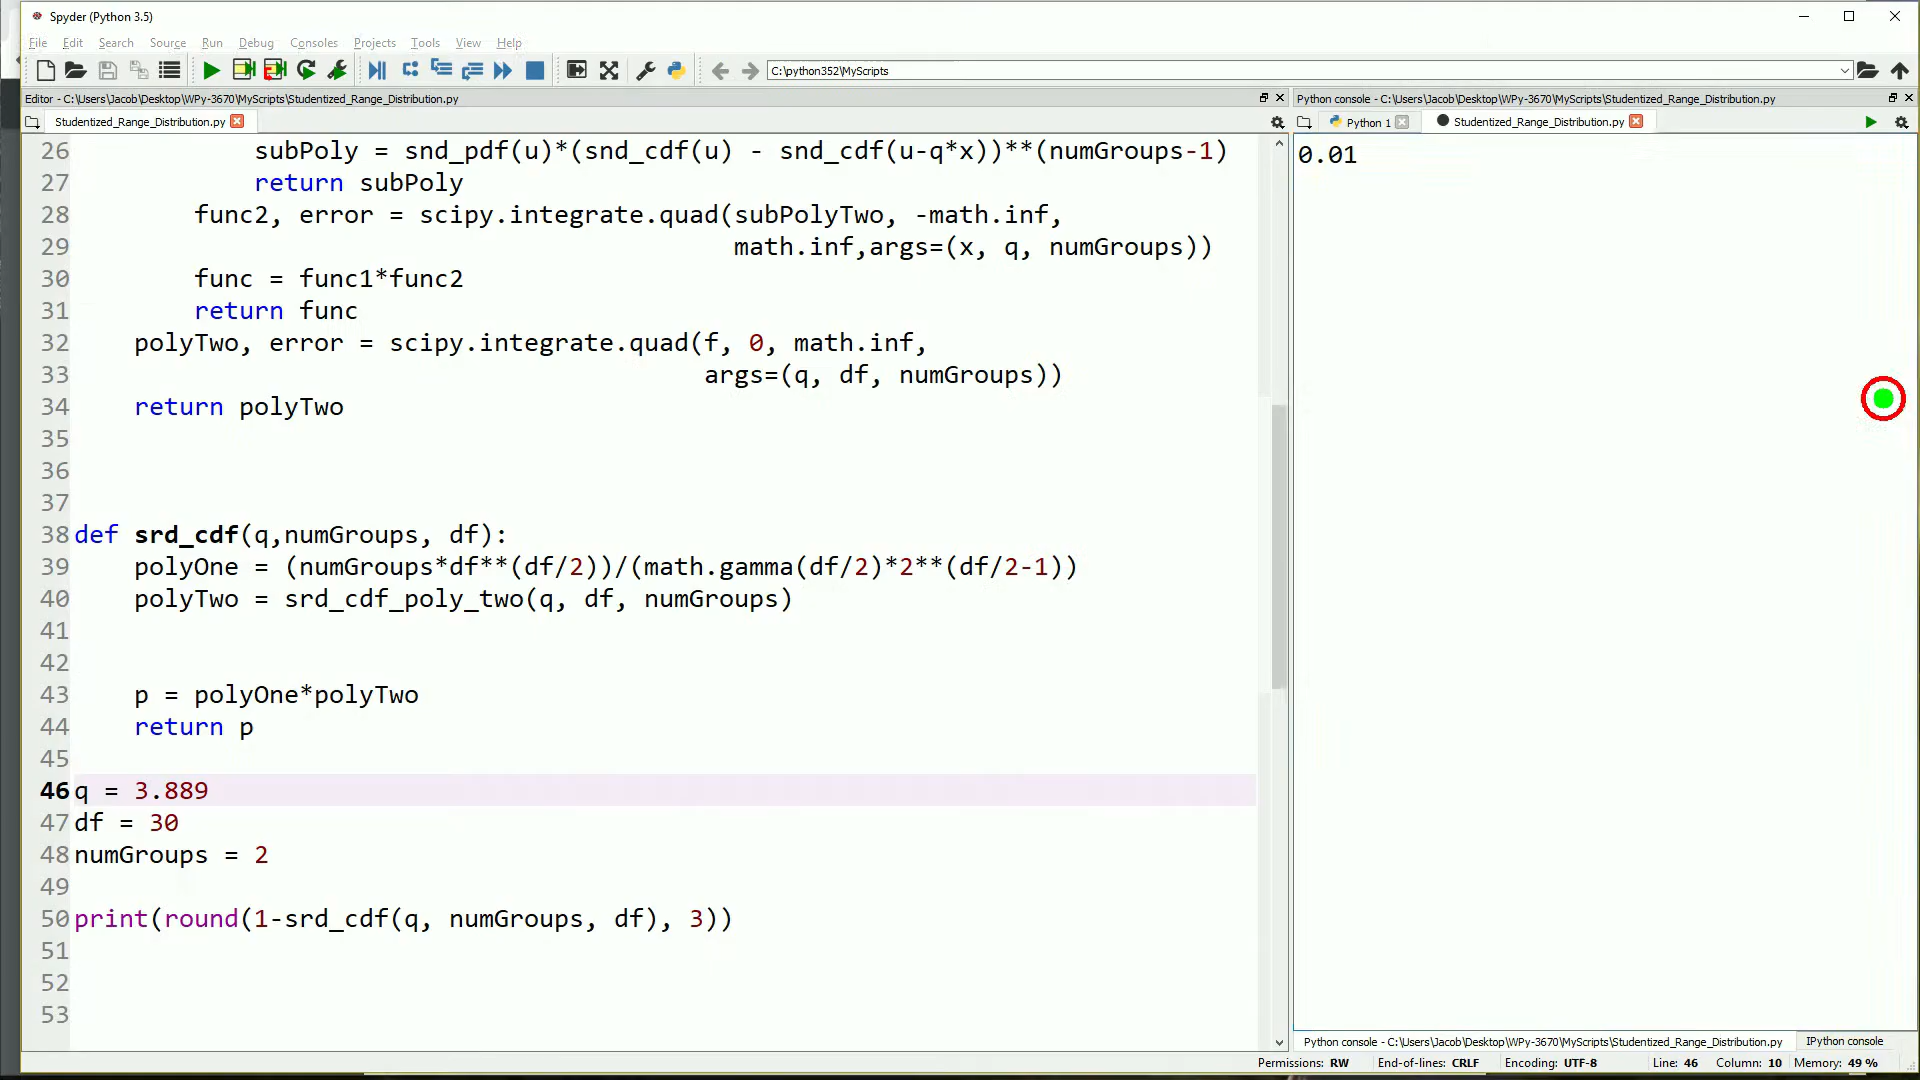 Spyder (Python 3.5)
File Edit Search Source Run Debug Consoles Projects Tools View Help
C:\python352\MyScripts
Editor - C:\Users\Jacob\Desktop\WPy-3670\MyScripts\Studentized_Range_Distribution.py
Python console - C:\Users\Jacob\Desktop\WPy-3670\MyScripts\Studentized_Range_Distribution.py
Studentized_Range_Distribution.py
Python 1 Studentized_Range_Distribution.py
26 subPoly = snd_pdf(u)*(snd_cdf(u) - snd_cdf(u-q*x))**(numGroups-1)
27 return subPoly
28 func2, error = scipy.integrate.quad(subPolyTwo, -math.inf,
29 math.inf,args=(x, q, numGroups))
30 func = func1*func2
31 return func
32 polyTwo, error = scipy.integrate.quad(f, 0, math.inf,
33 args=(q, df, numGroups))
34 return polyTwo
35
36
37
38 def srd_cdf(q,numGroups, df):
39 polyOne = (numGroups*df**(df/2))/(math.gamma(df/2)*2**(df/2-1))
40 polyTwo = srd_cdf_poly_two(q, df, numGroups)
41
42
43 p = polyOne*polyTwo
44 return p
45
46 q = 3.889
47 df = 30
48 numGroups = 2
49
50 print(round(1-srd_cdf(q, numGroups, df), 3))
51
52
53
0.01
Python console - C:\Users\Jacob\Desktop\WPy-3670\MyScripts\Studentized_Range_Distribution.py IPython console
Permissions: RW End-of-lines: CRLF Encoding: UTF-8 Line: 46 Column: 10 Memory: 49 %